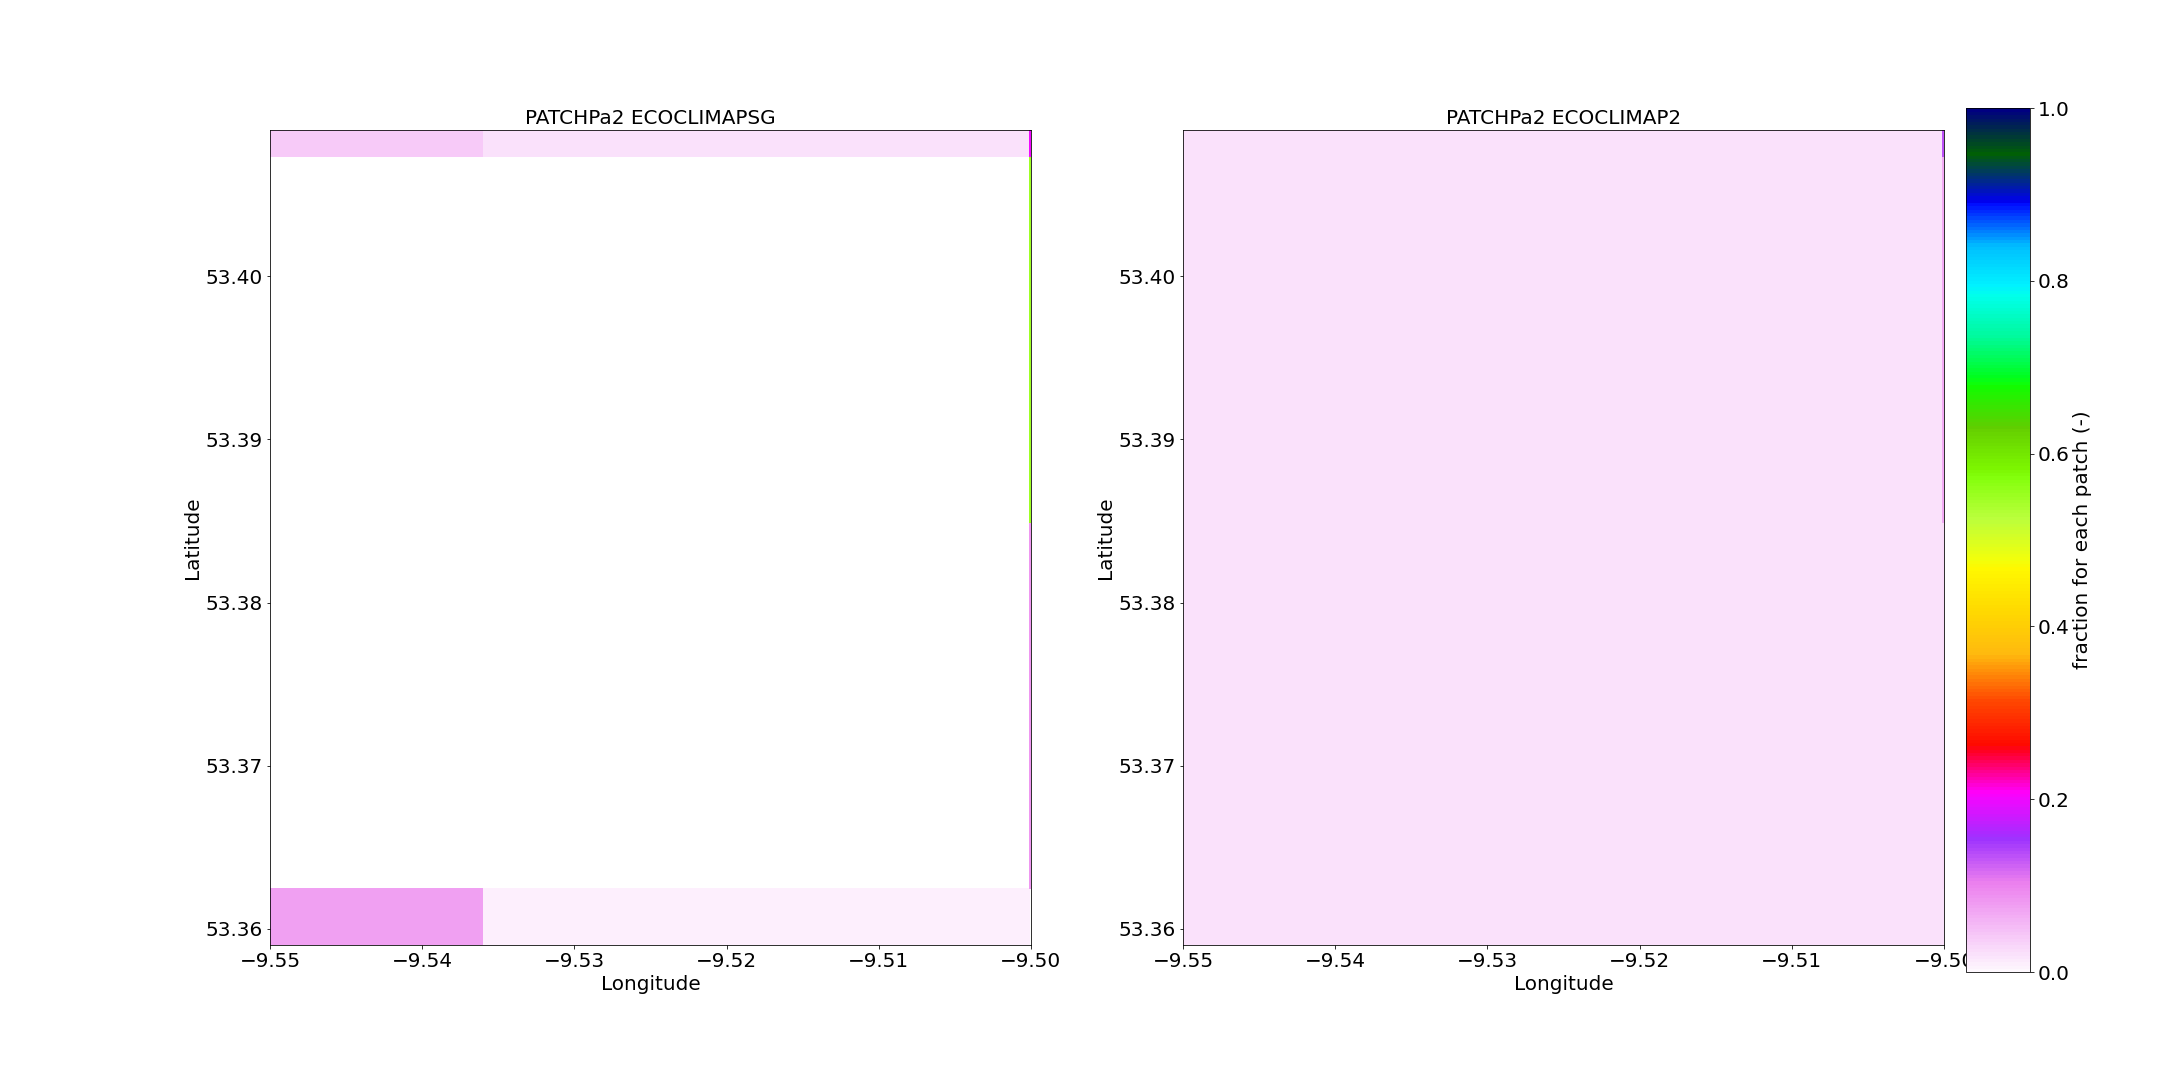 PATCHPa2 ECOCLIMAPSG
53.40
53.39
53.38
53.37
53.36
Latitude
−9.55 −9.54 −9.53 −9.52 −9.51 −9.50
Longitude
PATCHPa2 ECOCLIMAP2
53.40
53.39
53.38
53.37
53.36
Latitude
−9.55 −9.54 −9.53 −9.52 −9.51 −9.50
Longitude
1.0
0.8
0.6
0.4
0.2
0.0
fraction for each patch (-)